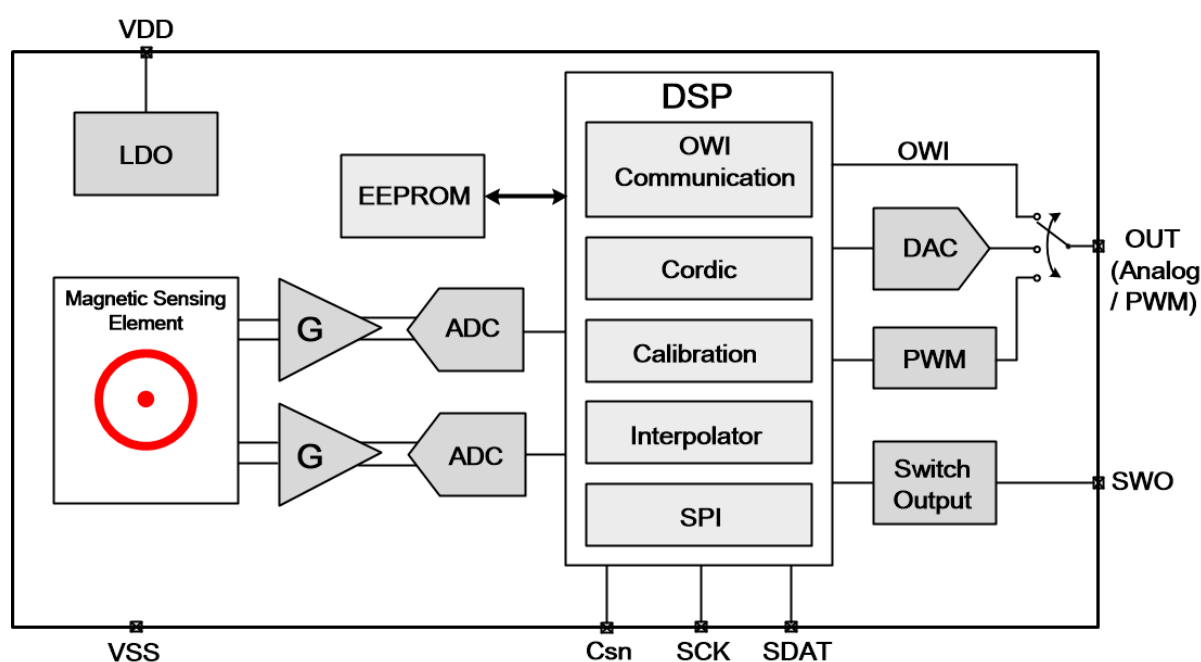 VDD
LDO
EEPROM
Magnetic Sensing
Element
G
ADC
G
ADC
DSP
OWI
Communication
Cordic
Calibration
Interpolator
SPI
OWI
DAC
PWM
Switch
Output
OUT
(Analog
/ PWM)
SWO
VSS
Csn
SCK
SDAT